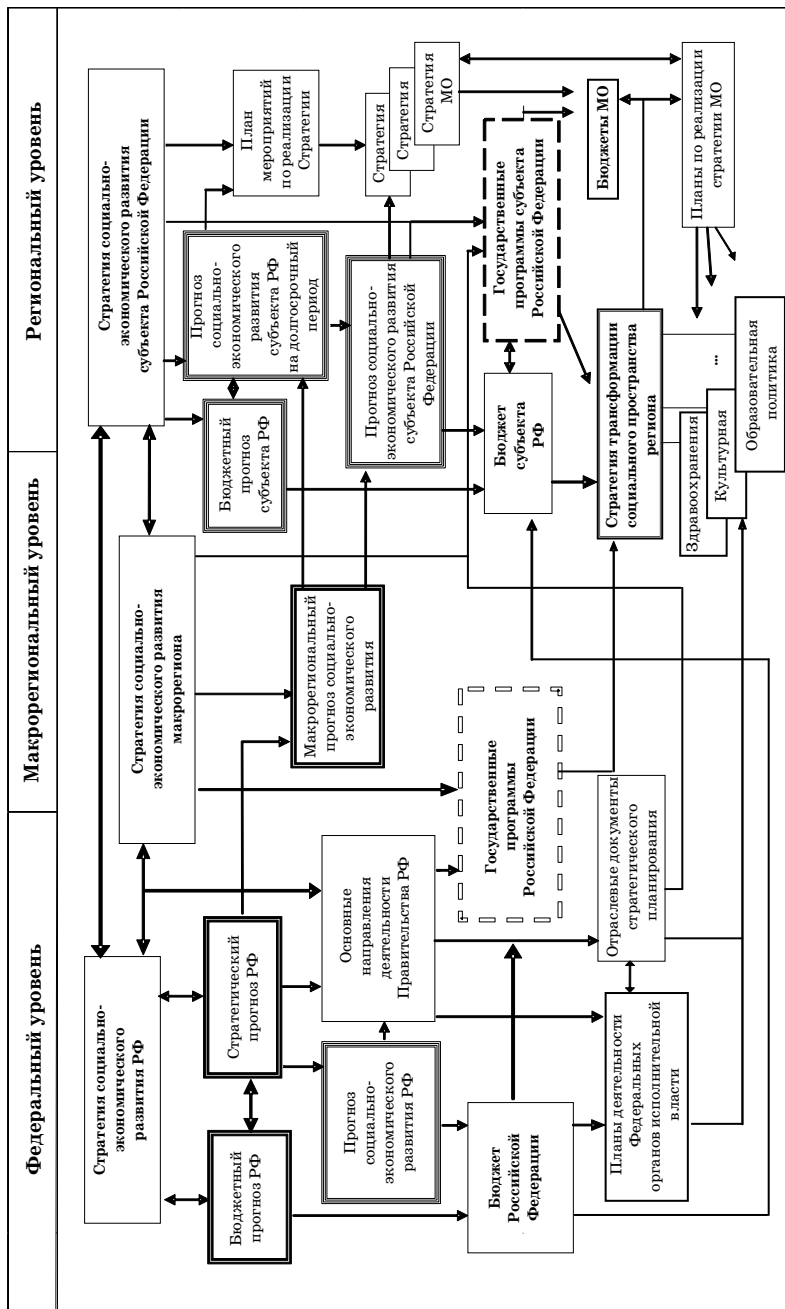 Федеральный уровень
Макрорегиональный уровень
Региональный уровень
Стратегия социально-
экономического
развития РФ
Бюджетный
прогноз РФ
Стратегический
прогноз РФ
Прогноз
социально-
экономического
развития РФ
Основные
направления
деятельности
Правительства РФ
Бюджет
Российской
Федерации
Планы деятельности
Федеральных
органов исполнительной
власти
Отраслевые документы
стратегического
планирования
Стратегия социально-
экономического развития
макрорегиона
Макрорегиональный
прогноз социально-
экономического
развития
Государственные
программы
Российской Федерации
Стратегия социально-
экономического развития
субъекта Российской Федерации
Бюджетный
прогноз
субъекта РФ
Прогноз
социально-
экономического
развития
субъекта РФ
на долгосрочный
период
План
мероприятий
по реализации
Стратегии
Прогноз социально-
экономического развития
субъекта Российской
Федерации
Стратегия
Стратегия
Стратегия
МО
Бюджет
субъекта
РФ
Государственные
программы субъекта
Российской Федерации
Бюджеты МО
Стратегия трансформации
социального пространства
региона
Планы по реализации
стратегии МО
Здравоохранения
Культурная
...
Образовательная
политика